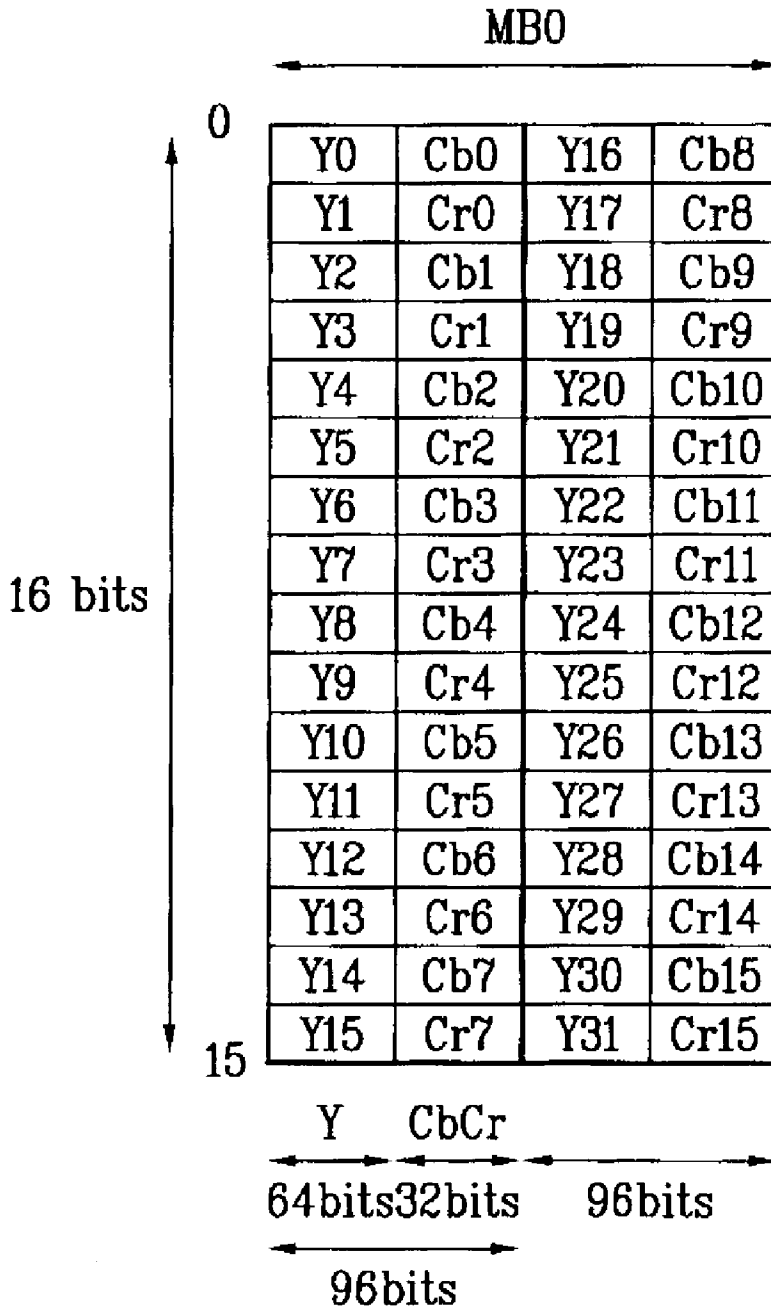 MB0
0
Y0 Cb0 Y16 Cb8
Y1 Cr0 Y17 Cr8
Y2 Cb1 Y18 Cb9
Y3 Cr1 Y19 Cr9
Y4 Cb2 Y20 Cb10
Y5 Cr2 Y21 Cr10
Y6 Cb3 Y22 Cb11
Y7 Cr3 Y23 Cr11
16 bits
Y8 Cb4 Y24 Cb12
Y9 Cr4 Y25 Cr12
Y10 Cb5 Y26 Cb13
Y11 Cr5 Y27 Cr13
Y12 Cb6 Y28 Cb14
Y13 Cr6 Y29 Cr14
Y14 Cb7 Y30 Cb15
Y15 Cr7 Y31 Cr15
15
Y CbCr
64bits 32bits 96bits
96bits